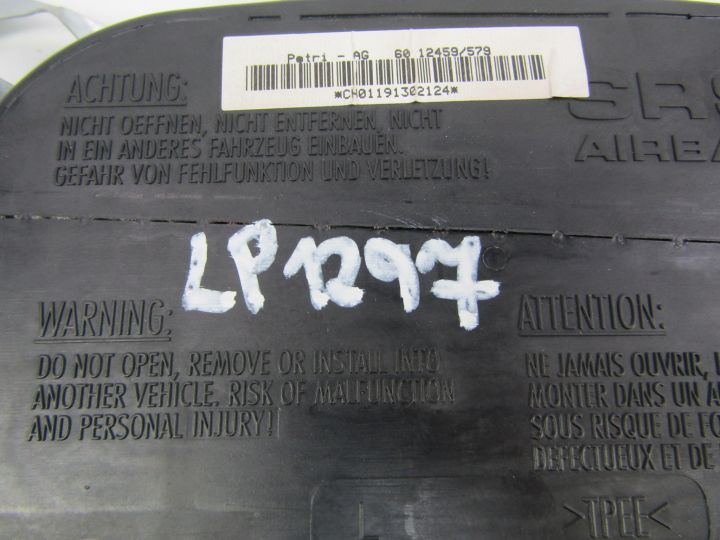 Petri - AG 60 12459/579
*CH01191302124*
ACHTUNG:
NICHT OEFFNEN, NICHT ENTFERNEN, NICHT
IN EIN ANDERES FAHRZEUG EINBAUEN.
GEFAHR VON FEHLFUNKTION UND VERLETZUNG!
SRS
AIRBA
LP1297
WARNING:
DO NOT OPEN, REMOVE OR INSTALL INTO
ANOTHER VEHICLE. RISK OF MALFUNCTION
AND PERSONAL INJURY!
ATTENTION:
NE JAMAIS OUVRIR,
MONTER DANS UN A
SOUS RISQUE DE FO
DEFECTUEUX ET DE
>TPEE<